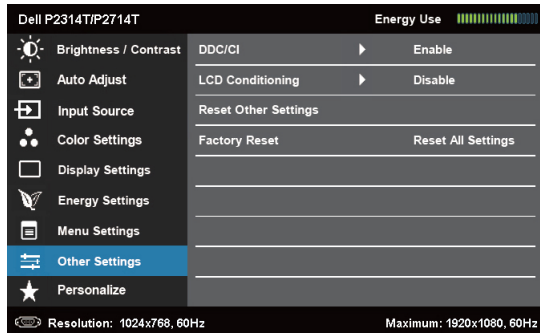 Dell P2314T/P2714T Energy Use
Brightness / Contrast DDC/CI Enable
Auto Adjust LCD Conditioning Disable
Input Source Reset Other Settings
Color Settings Factory Reset Reset All Settings
Display Settings
Energy Settings
Menu Settings
Other Settings
Personalize
Resolution: 1024x768, 60Hz Maximum: 1920x1080, 60Hz